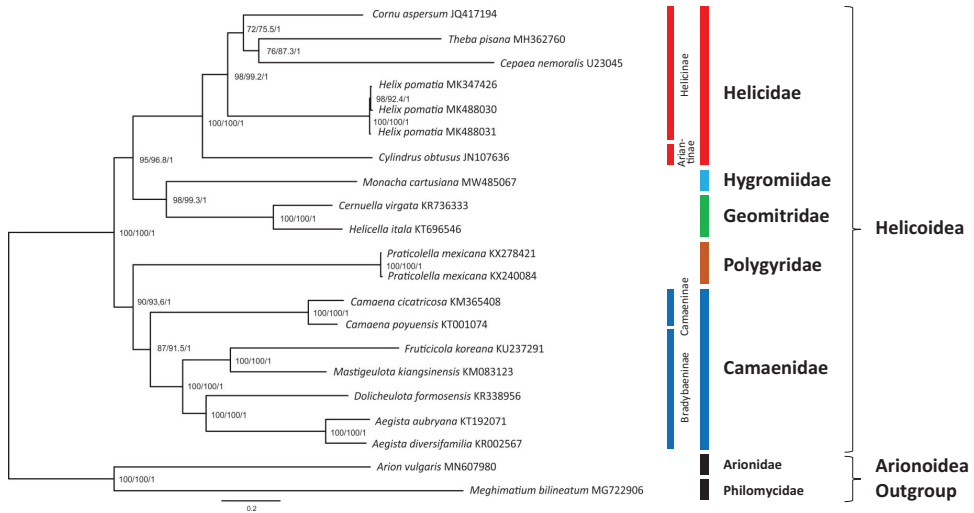 Cornu aspersum JQ417194
72/75.5/1
Theba pisana MH362760
76/87.3/1
Cepaea nemoralis U23045
98/99.2/1
Helix pomatia MK347426
98/92.4/1
Helix pomatia MK488030
100/100/1
Helix pomatia MK488031
100/100/1
Cylindrus obtusus JN107636
95/96.8/1
Monacha cartusiana MW485067
98/99.3/1
Cernuella virgata KR736333
100/100/1
Helicella itala KT696546
100/100/1
Praticolella mexicana KX278421
100/100/1
Praticolella mexicana KX240084
90/93,6/1
Camaena cicatricosa KM365408
100/100/1
Camaena poyuensis KT001074
87/91.5/1
Fruticicola koreana KU237291
100/100/1
Mastigeulota kiangsinensis KM083123
100/100/1
Dolicheulota formosensis KR338956
100/100/1
Aegista aubryana KT192071
100/100/1
Aegista diversifamilia KR002567
Arion vulgaris MN607980
100/100/1
Meghimatium bilineatum MG722906
0.2
Helicinae
Arian-
tinae
Camaeninae
Bradybaeninae
Helicidae
Hygromiidae
Geomitridae
Polygyridae
Camaenidae
Arionidae
Philomycidae
Helicoidea
Arionoidea
Outgroup